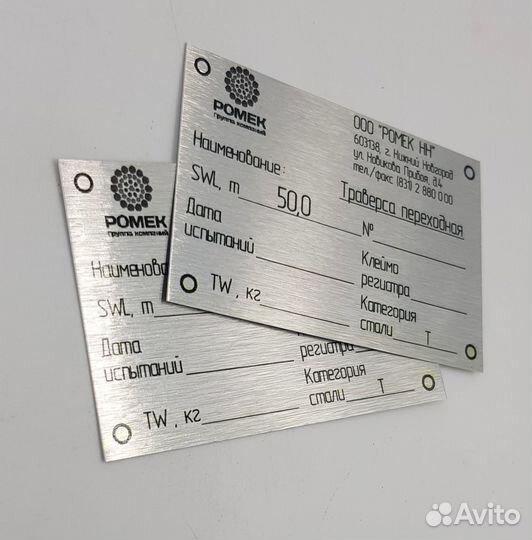 РОМЕК
Группа компаний
ООО "РОМЕК НН"
603138, г. Нижний Новгород
ул. Новикова Прибоя, д.4
тел./факс (831) 2 880 0 00
Наименование: Траверса переходная
SWL, т 50,0 №
Дата испытаний Клеймо регистра
TW, кг Категория стали Т
РОМЕК
Группа компаний
SWL, т
Дата испытаний
TW, кг Категория стали Т
Avito